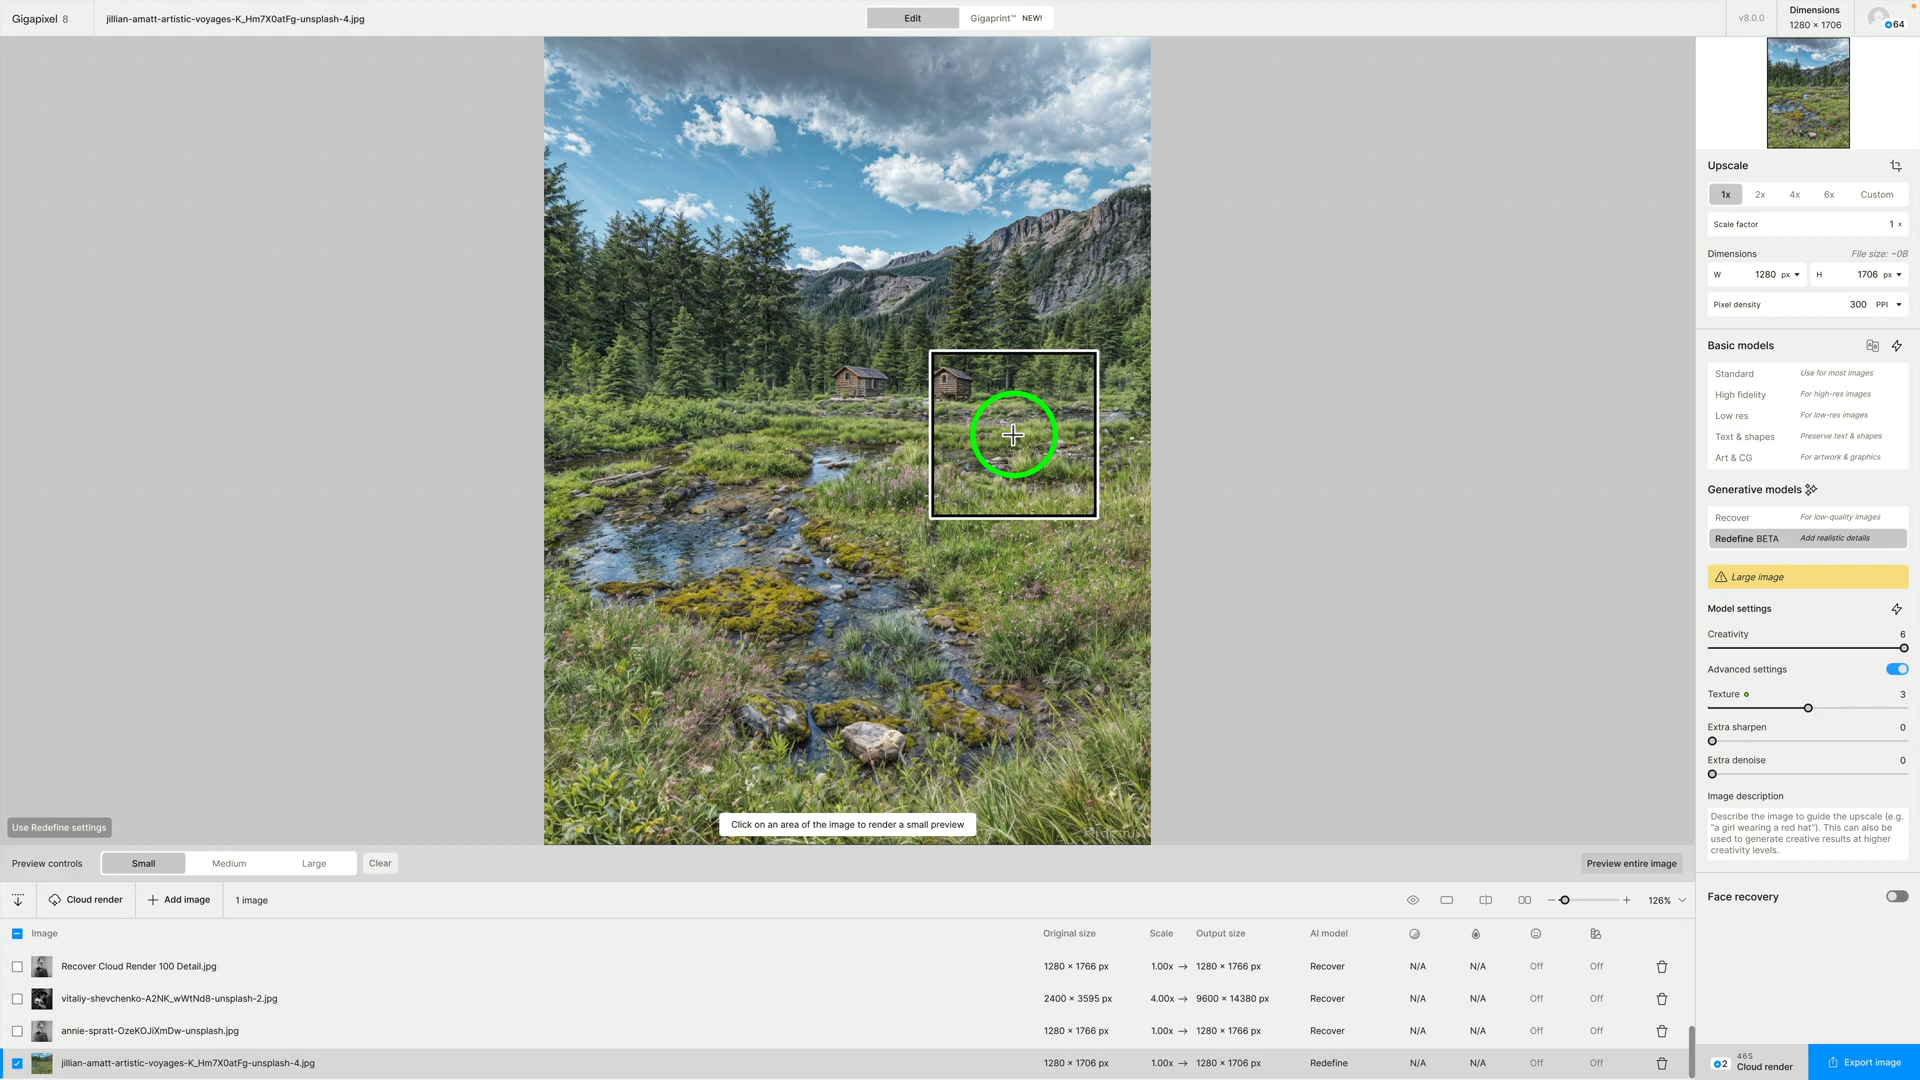 Gigapixel 8
jillian-amatt-artistic-voyages-K_Hm7X0atFg-unsplash-4.jpg
Edit
Gigaprint™ NEW!
v8.0.0
Dimensions
1280 × 1706
64
Upscale
1x 2x 4x 6x Custom
Scale factor 1 x
Dimensions File size: ~0B
W 1280 px H 1706 px
Pixel density 300 PPI
Basic models
Standard Use for most images
High fidelity For high-res images
Low res For low-res images
Text & shapes Preserve text & shapes
Art & CG For artwork & graphics
Generative models
Recover For low-quality images
Redefine BETA Add realistic details
Large image
Model settings
Creativity 6
Advanced settings
Texture 3
Extra sharpen 0
Extra denoise 0
Image description
Describe the image to guide the upscale (e.g.
"a girl wearing a red hat"). This can also be
used to generate creative results at higher
creativity levels.
Face recovery
Click on an area of the image to render a small preview
Use Redefine settings
Preview controls Small Medium Large Clear Preview entire image
Cloud render Add image 1 image 126%
Image Original size Scale Output size AI model
Recover Cloud Render 100 Detail.jpg 1280 × 1766 px 1.00x → 1280 × 1766 px Recover N/A N/A Off Off
vitaliy-shevchenko-A2NK_wWtNd8-unsplash-2.jpg 2400 × 3595 px 4.00x → 9600 × 14380 px Recover N/A N/A Off Off
annie-spratt-OzeKOJiXmDw-unsplash.jpg 1280 × 1766 px 1.00x → 1280 × 1766 px Recover N/A N/A Off Off
jillian-amatt-artistic-voyages-K_Hm7X0atFg-unsplash-4.jpg 1280 × 1706 px 1.00x → 1280 × 1706 px Redefine N/A N/A Off Off
2
46S
Cloud render
Export image